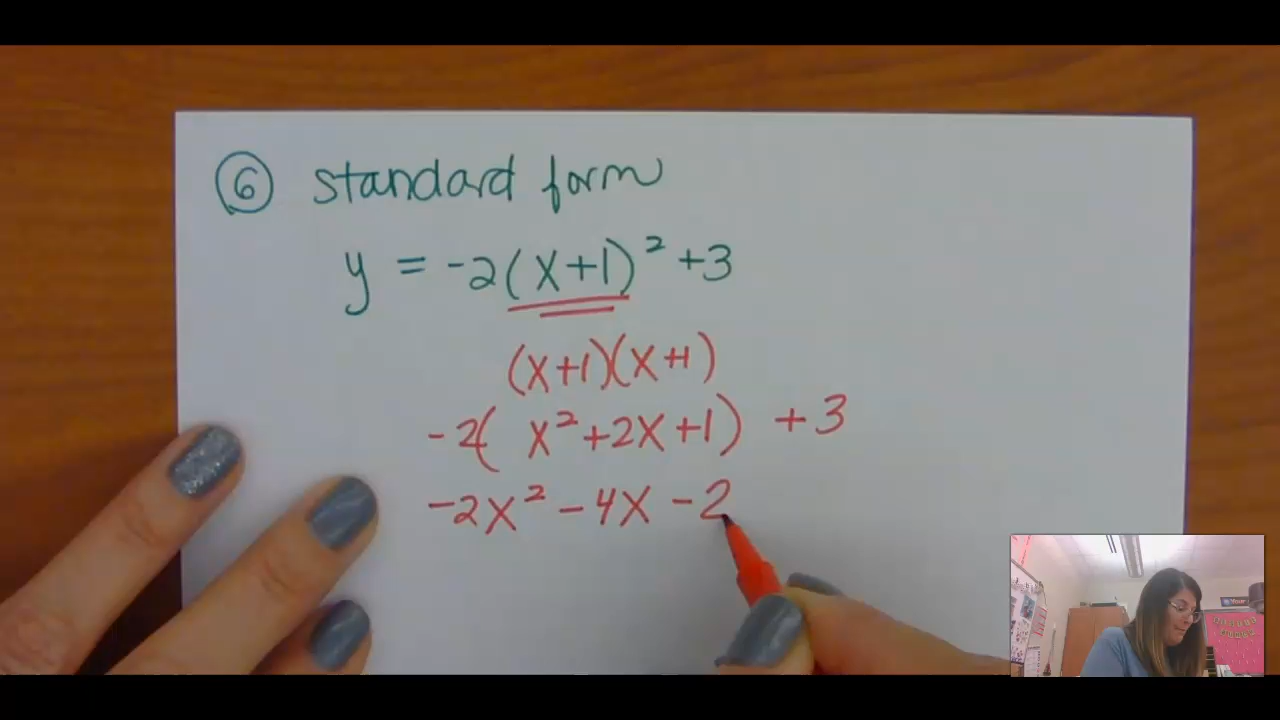 ⑥ standard form
y = -2(x+1)² +3
(x+1)(x+1)
-2( x²+2x+1) +3
-2x² -4x -2